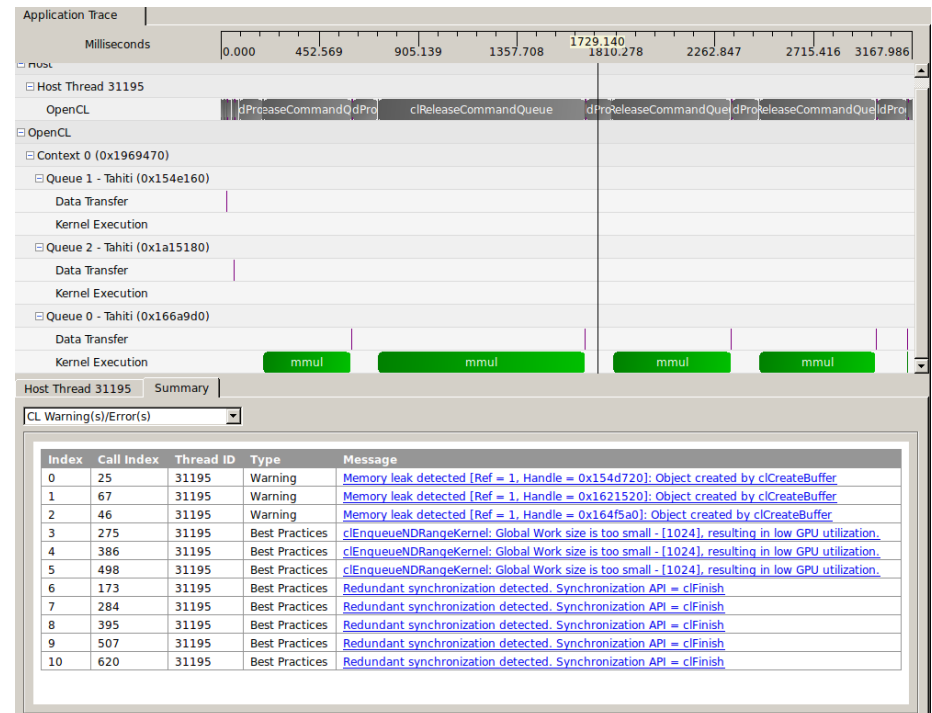 Application Trace
Milliseconds 0.000 452.569 905.139 1357.708 1729.140 1810.278 2262.847 2715.416 3167.986
Host
Host Thread 31195
OpenCL dPro easeCommandQ dPro clReleaseCommandQueue dPro ReleaseCommandQue dPro ReleaseCommandQue ldPro
OpenCL
Context 0 (0x1969470)
Queue 1 - Tahiti (0x154e160)
Data Transfer
Kernel Execution
Queue 2 - Tahiti (0x1a15180)
Data Transfer
Kernel Execution
Queue 0 - Tahiti (0x166a9d0)
Data Transfer
Kernel Execution mmul mmul mmul mmul
Host Thread 31195 Summary
CL Warning(s)/Error(s)
Index Call Index Thread ID Type Message
0 25 31195 Warning Memory leak detected [Ref = 1, Handle = 0x154d720]: Object created by clCreateBuffer
1 67 31195 Warning Memory leak detected [Ref = 1, Handle = 0x1621520]: Object created by clCreateBuffer
2 46 31195 Warning Memory leak detected [Ref = 1, Handle = 0x164f5a0]: Object created by clCreateBuffer
3 275 31195 Best Practices clEnqueueNDRangeKernel: Global Work size is too small - [1024], resulting in low GPU utilization.
4 386 31195 Best Practices clEnqueueNDRangeKernel: Global Work size is too small - [1024], resulting in low GPU utilization.
5 498 31195 Best Practices clEnqueueNDRangeKernel: Global Work size is too small - [1024], resulting in low GPU utilization.
6 173 31195 Best Practices Redundant synchronization detected. Synchronization API = clFinish
7 284 31195 Best Practices Redundant synchronization detected. Synchronization API = clFinish
8 395 31195 Best Practices Redundant synchronization detected. Synchronization API = clFinish
9 507 31195 Best Practices Redundant synchronization detected. Synchronization API = clFinish
10 620 31195 Best Practices Redundant synchronization detected. Synchronization API = clFinish